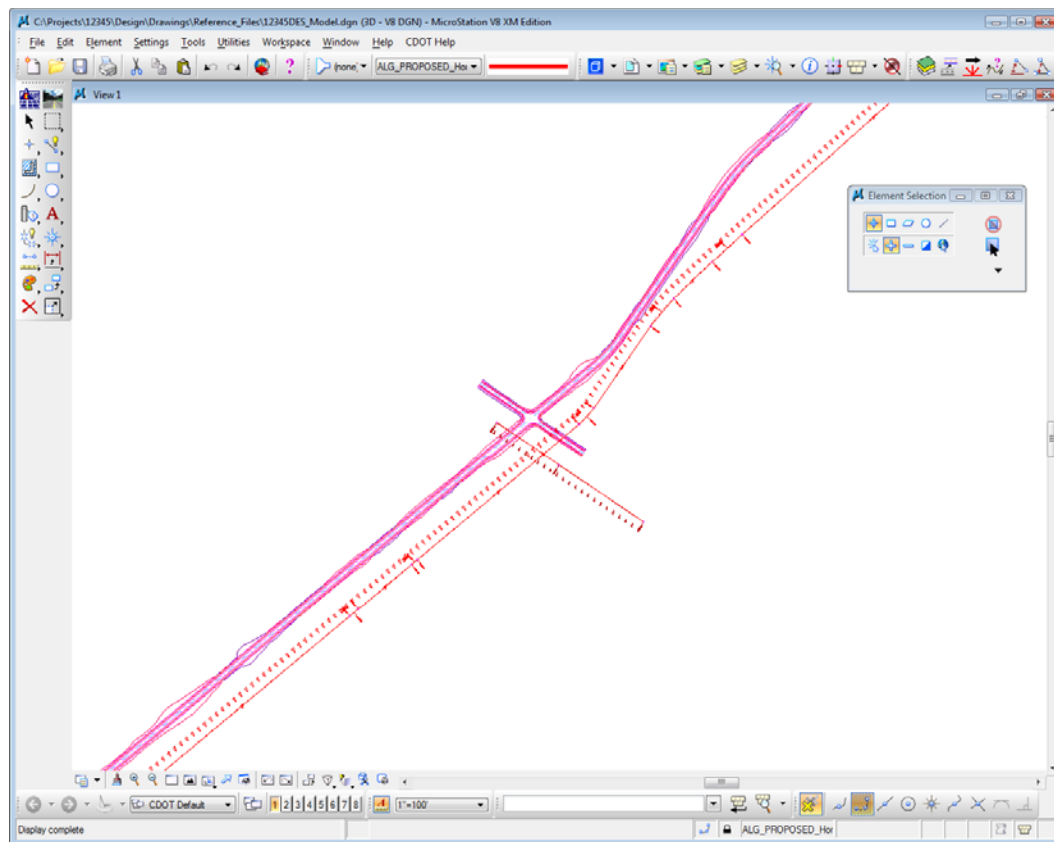 C:\Projects\12345\Design\Drawings\Reference_Files\12345DES_Model.dgn (3D - V8 DGN) - MicroStation V8 XM Edition
File Edit Element Settings Tools Utilities Workspace Window Help CDOT Help
(none) ALG_PROPOSED_Hor
View 1
Element Selection
CDOT Default 1 2 3 4 5 6 7 8 1"=100'
Display complete ALG_PROPOSED_Hor